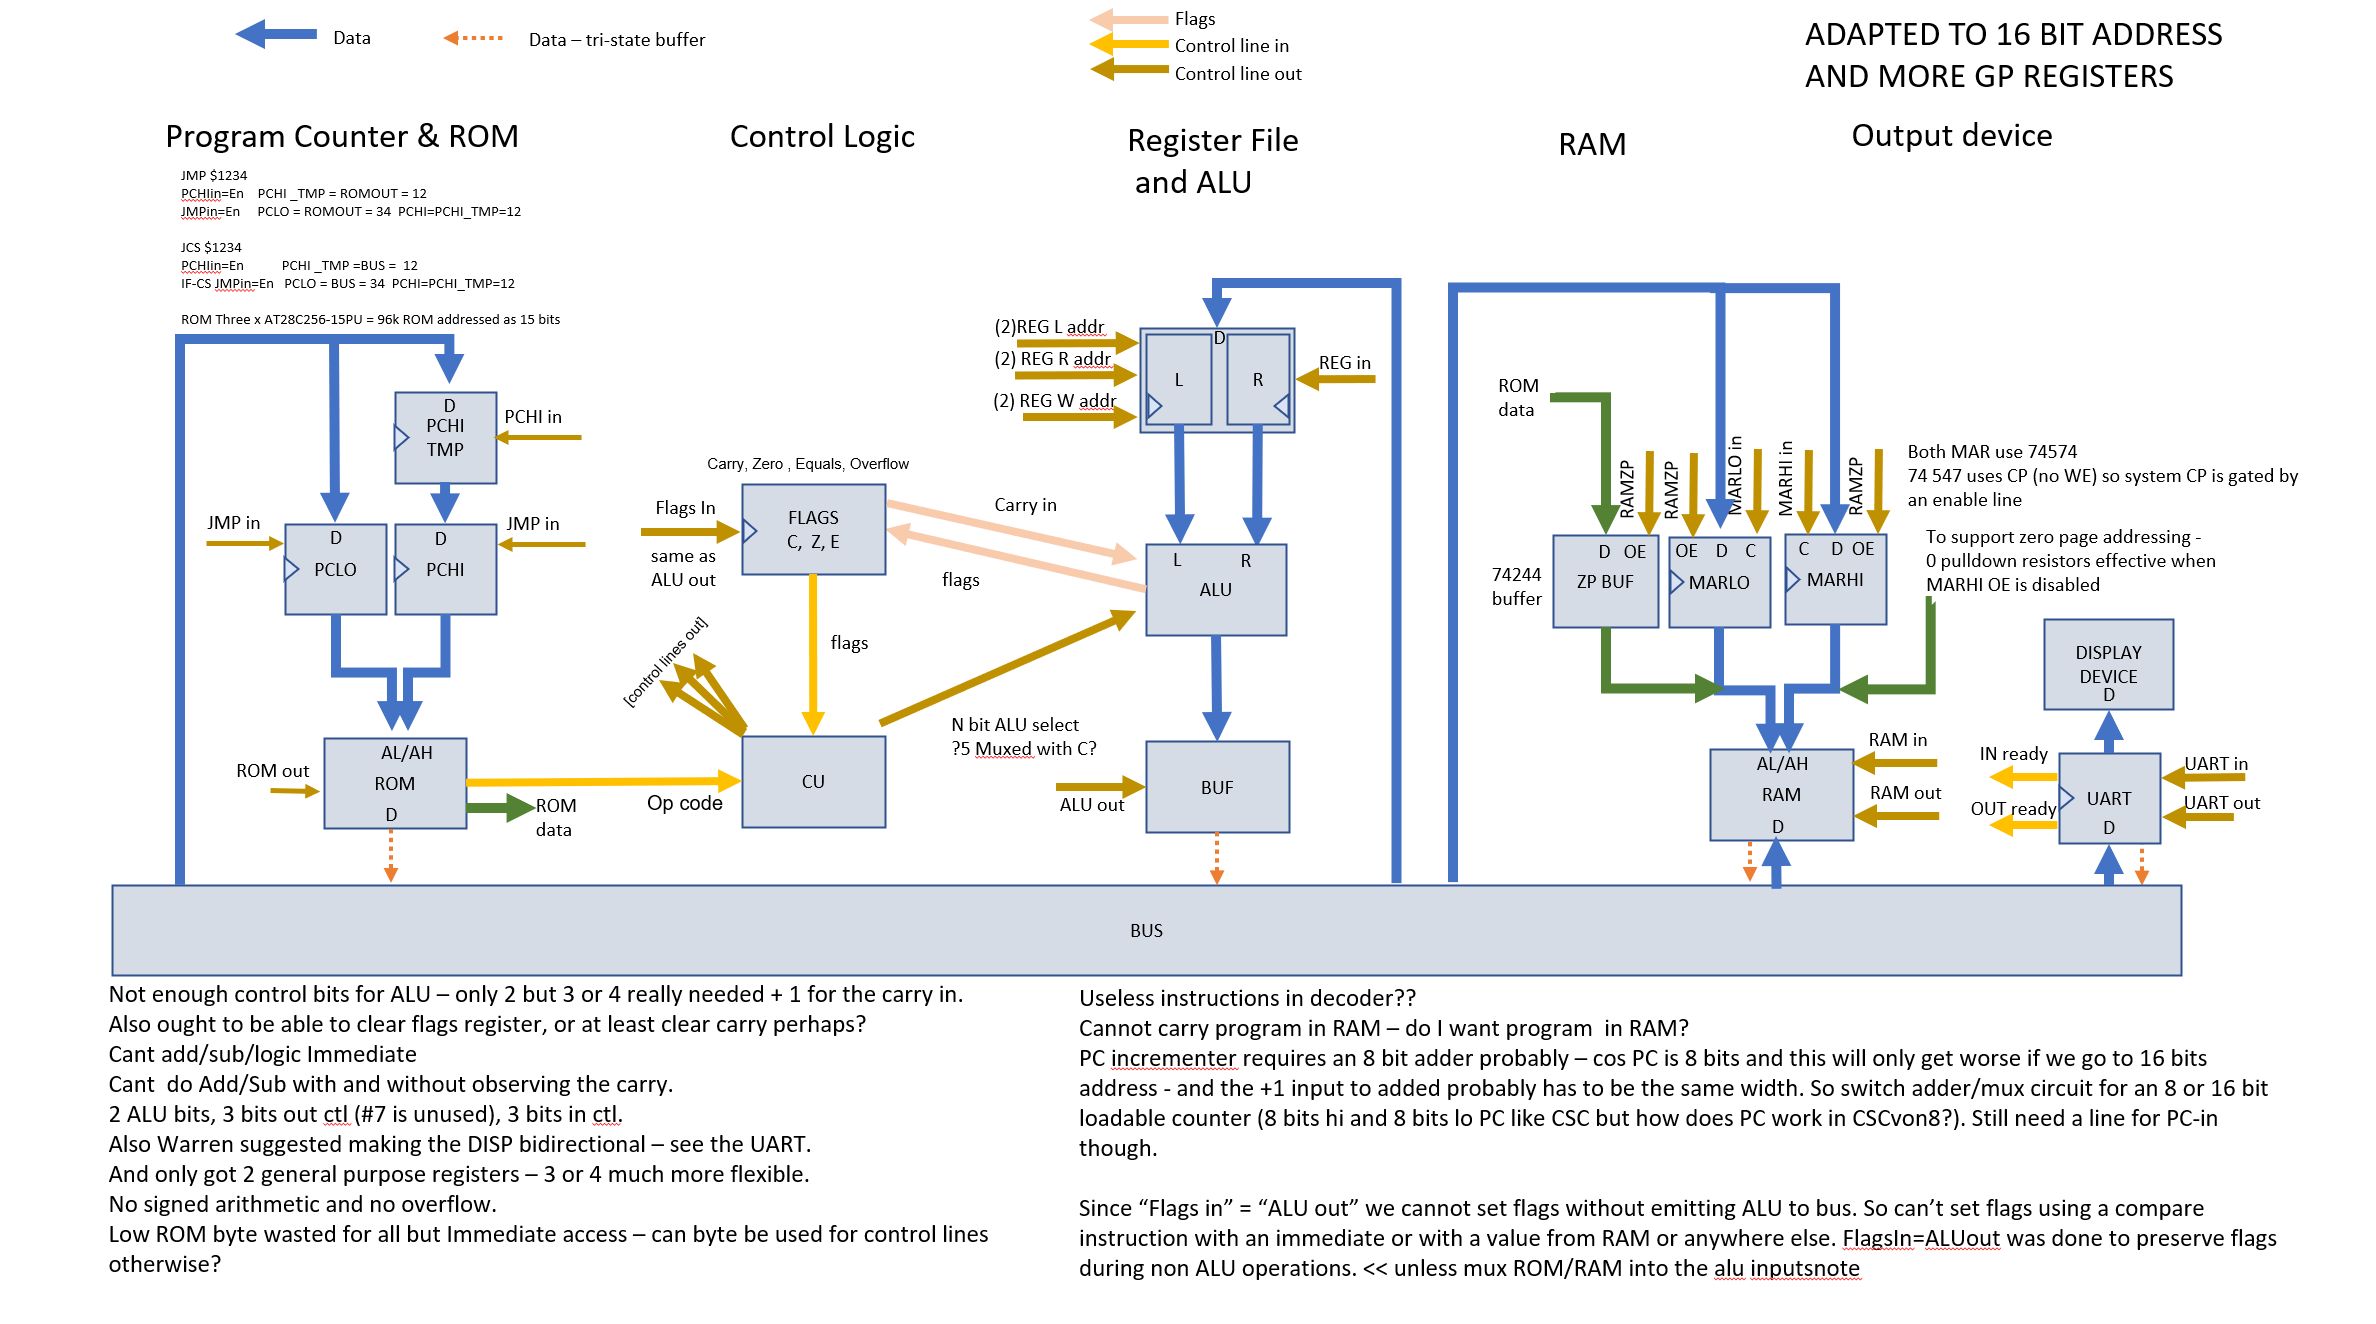 Data
Data – tri-state buffer
Flags
Control line in
Control line out
ADAPTED TO 16 BIT ADDRESS
AND MORE GP REGISTERS
Program Counter & ROM
Control Logic
Register File
and ALU
RAM
Output device
JMP $1234
PCHIin=En PCHI _TMP = ROMOUT = 12
JMPin=En PCLO = ROMOUT = 34 PCHI=PCHI_TMP=12
JCS $1234
PCHIin=En PCHI _TMP =BUS = 12
IF-CS JMPin=En PCLO = BUS = 34 PCHI=PCHI_TMP=12
ROM Three x AT28C256-15PU = 96k ROM addressed as 15 bits
D
PCHI
TMP
PCHI in
JMP in
D
PCLO
D
PCHI
JMP in
ROM out
AL/AH
ROM
D
Op code
ROM
data
Carry, Zero , Equals, Overflow
Flags In
same as
ALU out
FLAGS
C, Z, E
Carry in
flags
flags
[control lines out]
CU
N bit ALU select
?5 Muxed with C?
(2)REG L addr
(2) REG R addr
(2) REG W addr
D
L
R
REG in
L
R
ALU
ALU out
BUF
ROM
data
RAMZP
RAMZP
MARLO in
MARHI in
RAMZP
Both MAR use 74574
74 547 uses CP (no WE) so system CP is gated by
an enable line
To support zero page addressing -
0 pulldown resistors effective when
MARHI OE is disabled
74244
buffer
D OE
ZP BUF
OE D C
MARLO
C D OE
MARHI
AL/AH
RAM
D
RAM in
RAM out
DISPLAY
DEVICE
D
IN ready
OUT ready
UART
D
UART in
UART out
BUS
Not enough control bits for ALU – only 2 but 3 or 4 really needed + 1 for the carry in.
Also ought to be able to clear flags register, or at least clear carry perhaps?
Cant add/sub/logic Immediate
Cant do Add/Sub with and without observing the carry.
2 ALU bits, 3 bits out ctl (#7 is unused), 3 bits in ctl.
Also Warren suggested making the DISP bidirectional – see the UART.
And only got 2 general purpose registers – 3 or 4 much more flexible.
No signed arithmetic and no overflow.
Low ROM byte wasted for all but Immediate access – can byte be used for control lines
otherwise?
Useless instructions in decoder??
Cannot carry program in RAM – do I want program in RAM?
PC incrementer requires an 8 bit adder probably – cos PC is 8 bits and this will only get worse if we go to 16 bits
address - and the +1 input to added probably has to be the same width. So switch adder/mux circuit for an 8 or 16 bit
loadable counter (8 bits hi and 8 bits lo PC like CSC but how does PC work in CSCvon8?). Still need a line for PC-in
though.
Since “Flags in” = “ALU out” we cannot set flags without emitting ALU to bus. So can’t set flags using a compare
instruction with an immediate or with a value from RAM or anywhere else. FlagsIn=ALUout was done to preserve flags
during non ALU operations. << unless mux ROM/RAM into the alu inputsnote